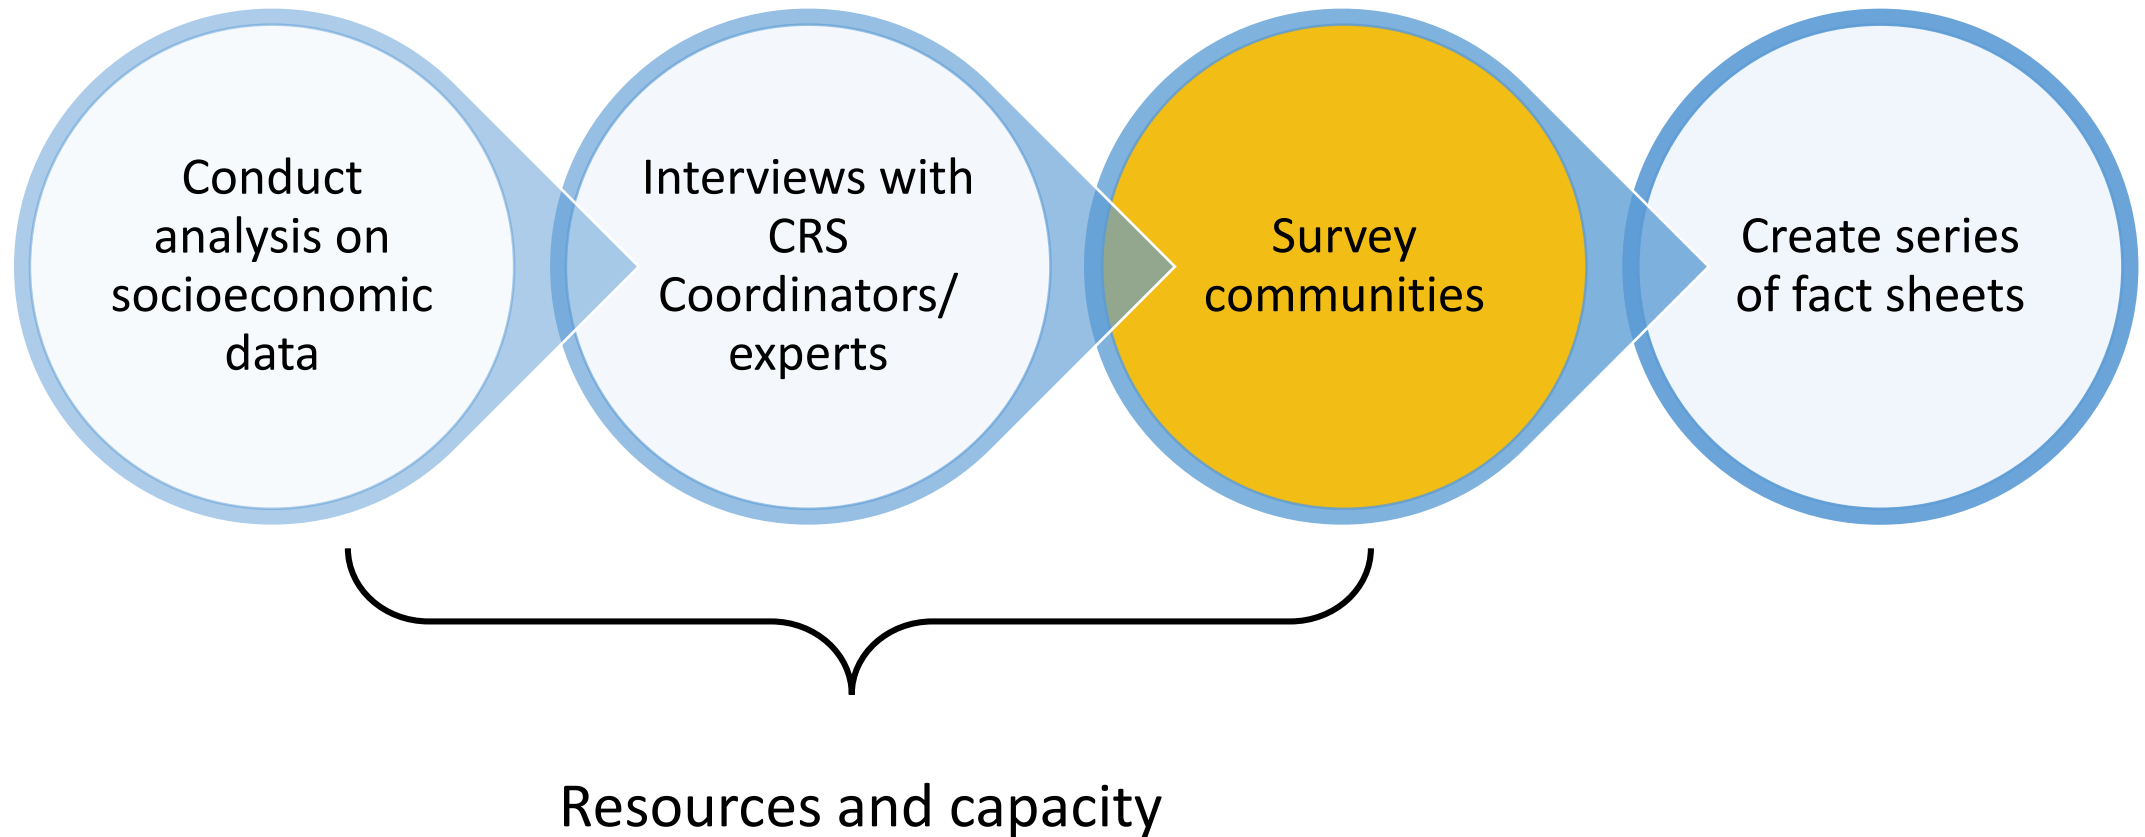 Conduct
analysis on
socioeconomic
data
Interviews with
CRS
Coordinators/
experts
Survey
communities
Create series
of fact sheets
Resources and capacity